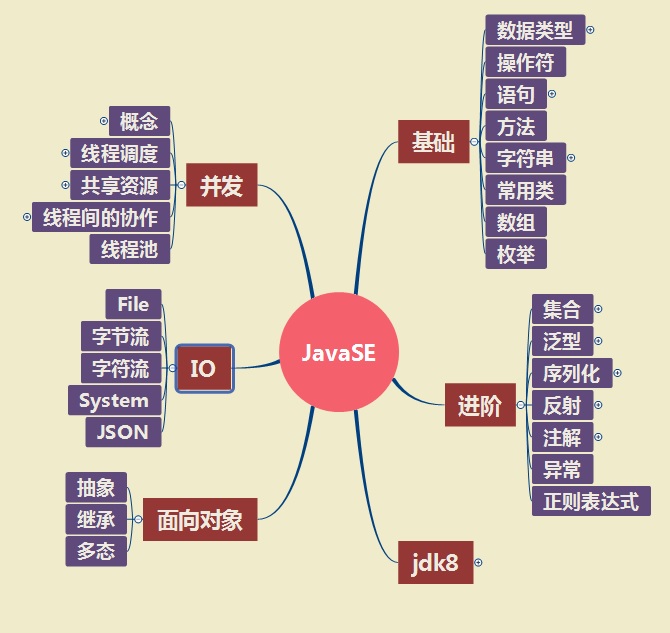 JavaSE
基础
数据类型
操作符
语句
方法
字符串
常用类
数组
枚举
进阶
集合
泛型
序列化
反射
注解
异常
正则表达式
jdk8
并发
概念
线程调度
共享资源
线程间的协作
线程池
IO
File
字节流
字符流
System
JSON
面向对象
抽象
继承
多态